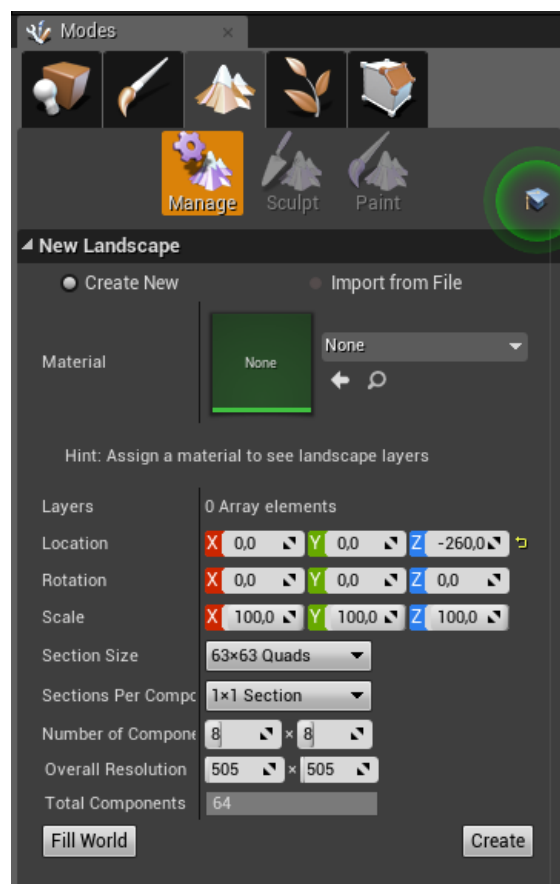 Modes
Manage Sculpt Paint
New Landscape
Create New Import from File
Material None None
Hint: Assign a material to see landscape layers
Layers 0 Array elements
Location X 0,0 Y 0,0 Z -260,0
Rotation X 0,0 Y 0,0 Z 0,0
Scale X 100,0 Y 100,0 Z 100,0
Section Size 63×63 Quads
Sections Per Compo 1×1 Section
Number of Compone 8 × 8
Overall Resolution 505 × 505
Total Components 64
Fill World Create